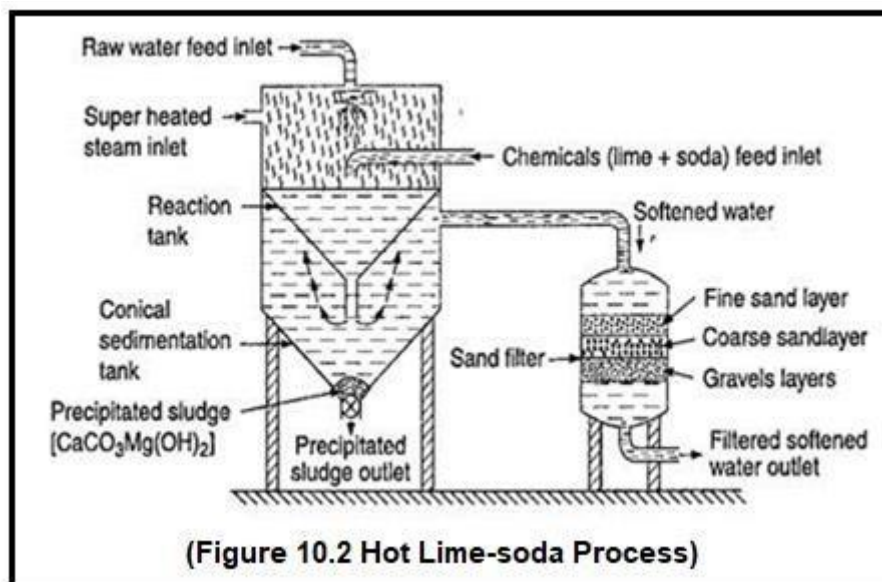 Raw water feed inlet
Super heated
steam inlet
Chemicals (lime + soda) feed inlet
Reaction
tank
Softened water
Conical
sedimentation
tank
Fine sand layer
Coarse sandlayer
Sand filter
Gravels layers
Precipitated sludge
[CaCO₃Mg(OH)₂]
Precipitated
sludge outlet
Filtered softened
water outlet
(Figure 10.2 Hot Lime-soda Process)